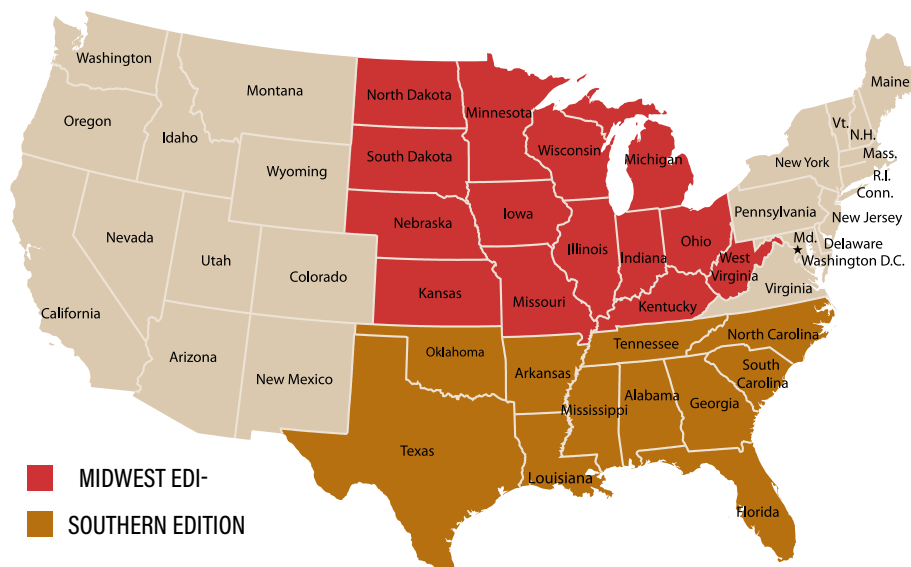 Washington
Maine
Montana
North Dakota
Minnesota
Oregon
Vt.
Idaho
N.H.
South Dakota
Wisconsin
Michigan
Mass.
New York
Wyoming
R.I.
Conn.
Nebraska
Iowa
Pennsylvania
New Jersey
Nevada
Illinois
Ohio
Md.
Delaware
Utah
Indiana
West
Virginia
Washington D.C.
Colorado
Kansas
Missouri
Kentucky
Virginia
California
North Carolina
Tennessee
Oklahoma
Arizona
Arkansas
South
Carolina
New Mexico
Mississippi
Alabama
Georgia
Texas
Louisiana
Florida
MIDWEST EDI-
SOUTHERN EDITION